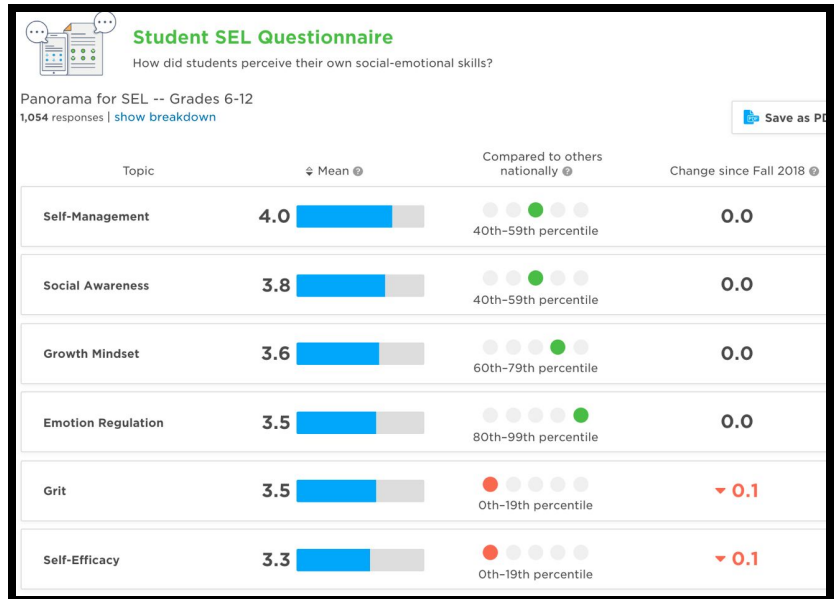 Student SEL Questionnaire
How did students perceive their own social-emotional skills?
Panorama for SEL -- Grades 6-12
1,054 responses | show breakdown
Save as PD
Topic
Mean
Compared to others
nationally
Change since Fall 2018
Self-Management 4.0 40th–59th percentile 0.0
Social Awareness 3.8 40th–59th percentile 0.0
Growth Mindset 3.6 60th–79th percentile 0.0
Emotion Regulation 3.5 80th–99th percentile 0.0
Grit 3.5 0th–19th percentile 0.1
Self-Efficacy 3.3 0th–19th percentile 0.1